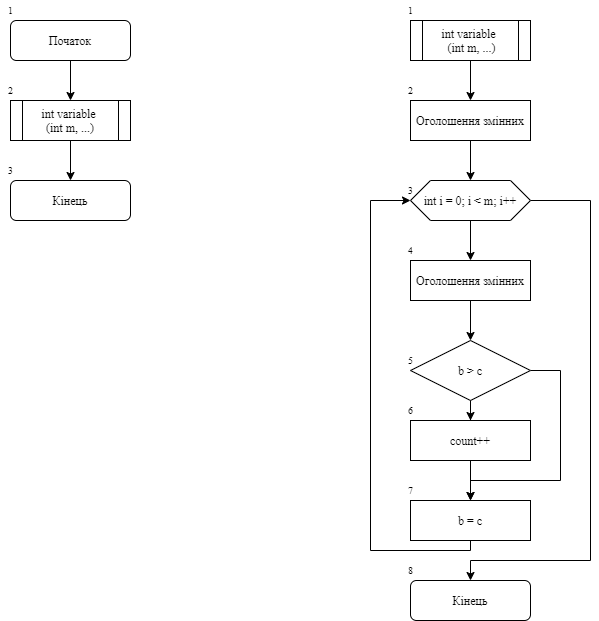 1
Початок
2
int variable
(int m, ...)
3
Кінець
1
int variable
(int m, ...)
2
Оголошення змінних
3
int i = 0; i < m; i++
4
Оголошення змінних
5
b > c
6
count++
7
b = c
8
Кінець